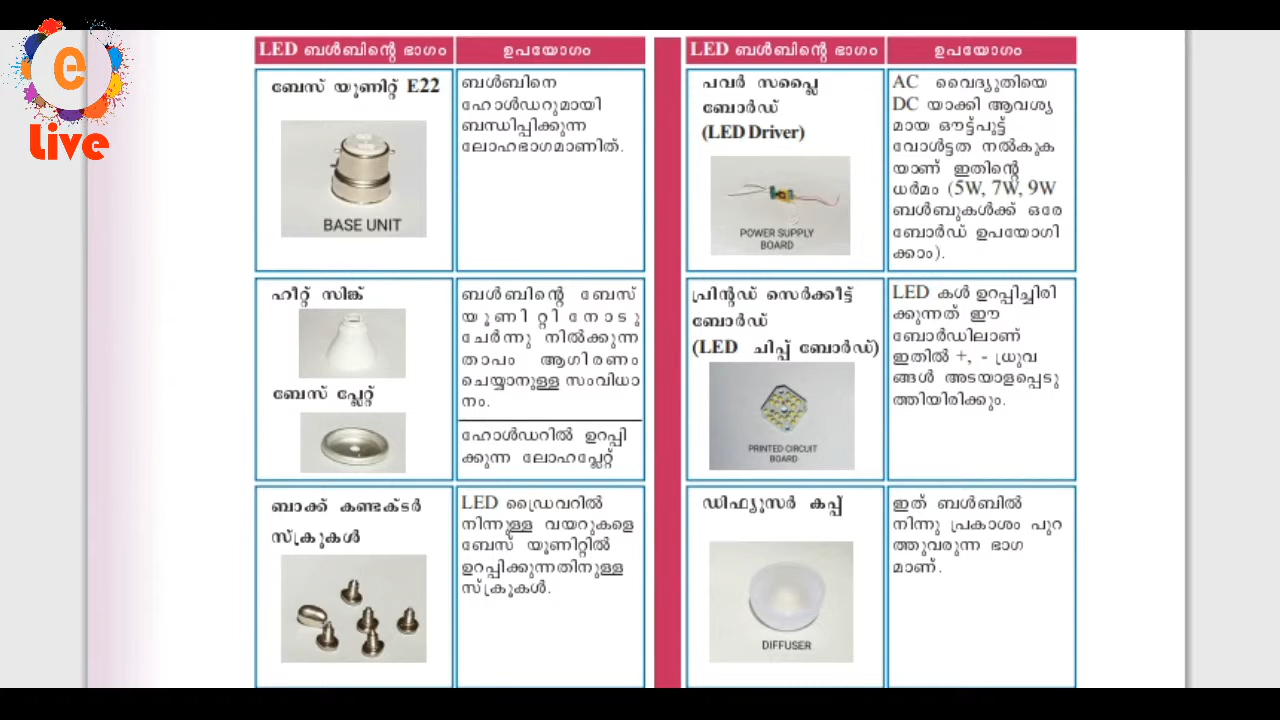 e
Live
LED ബൾബിന്റെ ഭാഗം
ഉപയോഗം
ബേസ് യൂണിറ്റ് E22
BASE UNIT
ബൾബിനെ
ഹോൾഡറുമായി
ബന്ധിപ്പിക്കുന്ന
ലോഹഭാഗമാണിത്.
ഹീറ്റ് സിങ്ക്
ബേസ് പ്ലേറ്റ്
ബൾബിന്റെ ബേസ്
യൂണിറ്റിനോടു
ചേർന്നു നിൽക്കുന്ന
താപം ആഗിരണം
ചെയ്യാനുള്ള സംവിധാ
നം.
ഹോൾഡറിൽ ഉറപ്പി
ക്കുന്ന ലോഹപ്ലേറ്റ്
ബാക്ക് കണ്ടക്ടർ
സ്ക്രൂകൾ
LED ഡ്രൈവറിൽ
നിന്നുള്ള വയറുകളെ
ബേസ് യൂണിറ്റിൽ
ഉറപ്പിക്കുന്നതിനുള്ള
സ്ക്രൂകൾ.
LED ബൾബിന്റെ ഭാഗം
ഉപയോഗം
പവർ സപ്ലൈ
ബോർഡ്
(LED Driver)
POWER SUPPLY
BOARD
AC വൈദ്യുതിയെ
DC യാക്കി ആവശ്യ
മായ ഔട്ട്പുട്ട്
വോൾട്ടത നൽകുക
യാണ് ഇതിന്റെ
ധർമം (5W, 7W, 9W
ബൾബുകൾക്ക് ഒരേ
ബോർഡ് ഉപയോഗി
ക്കാം).
പ്രിന്റഡ് സെർക്കീട്ട്
ബോർഡ്
(LED ചിപ്പ് ബോർഡ്)
PRINTED CIRCUIT
BOARD
LED കൾ ഉറപ്പിച്ചിരി
ക്കുന്നത് ഈ
ബോർഡിലാണ്
ഇതിൽ +, - ധ്രുവ
ങ്ങൾ അടയാളപ്പെടു
ത്തിയിരിക്കും.
ഡിഫ്യൂസർ കപ്പ്
DIFFUSER
ഇത് ബൾബിൽ
നിന്നു പ്രകാശം പുറ
ത്തുവരുന്ന ഭാഗ
മാണ്.